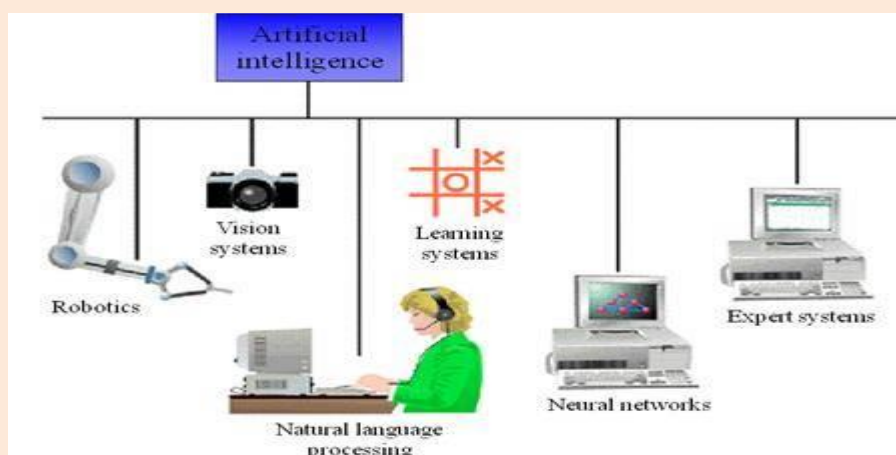 Artificial
intelligence
Vision
systems
Learning
systems
Robotics
Expert systems
Neural networks
Natural language
processing